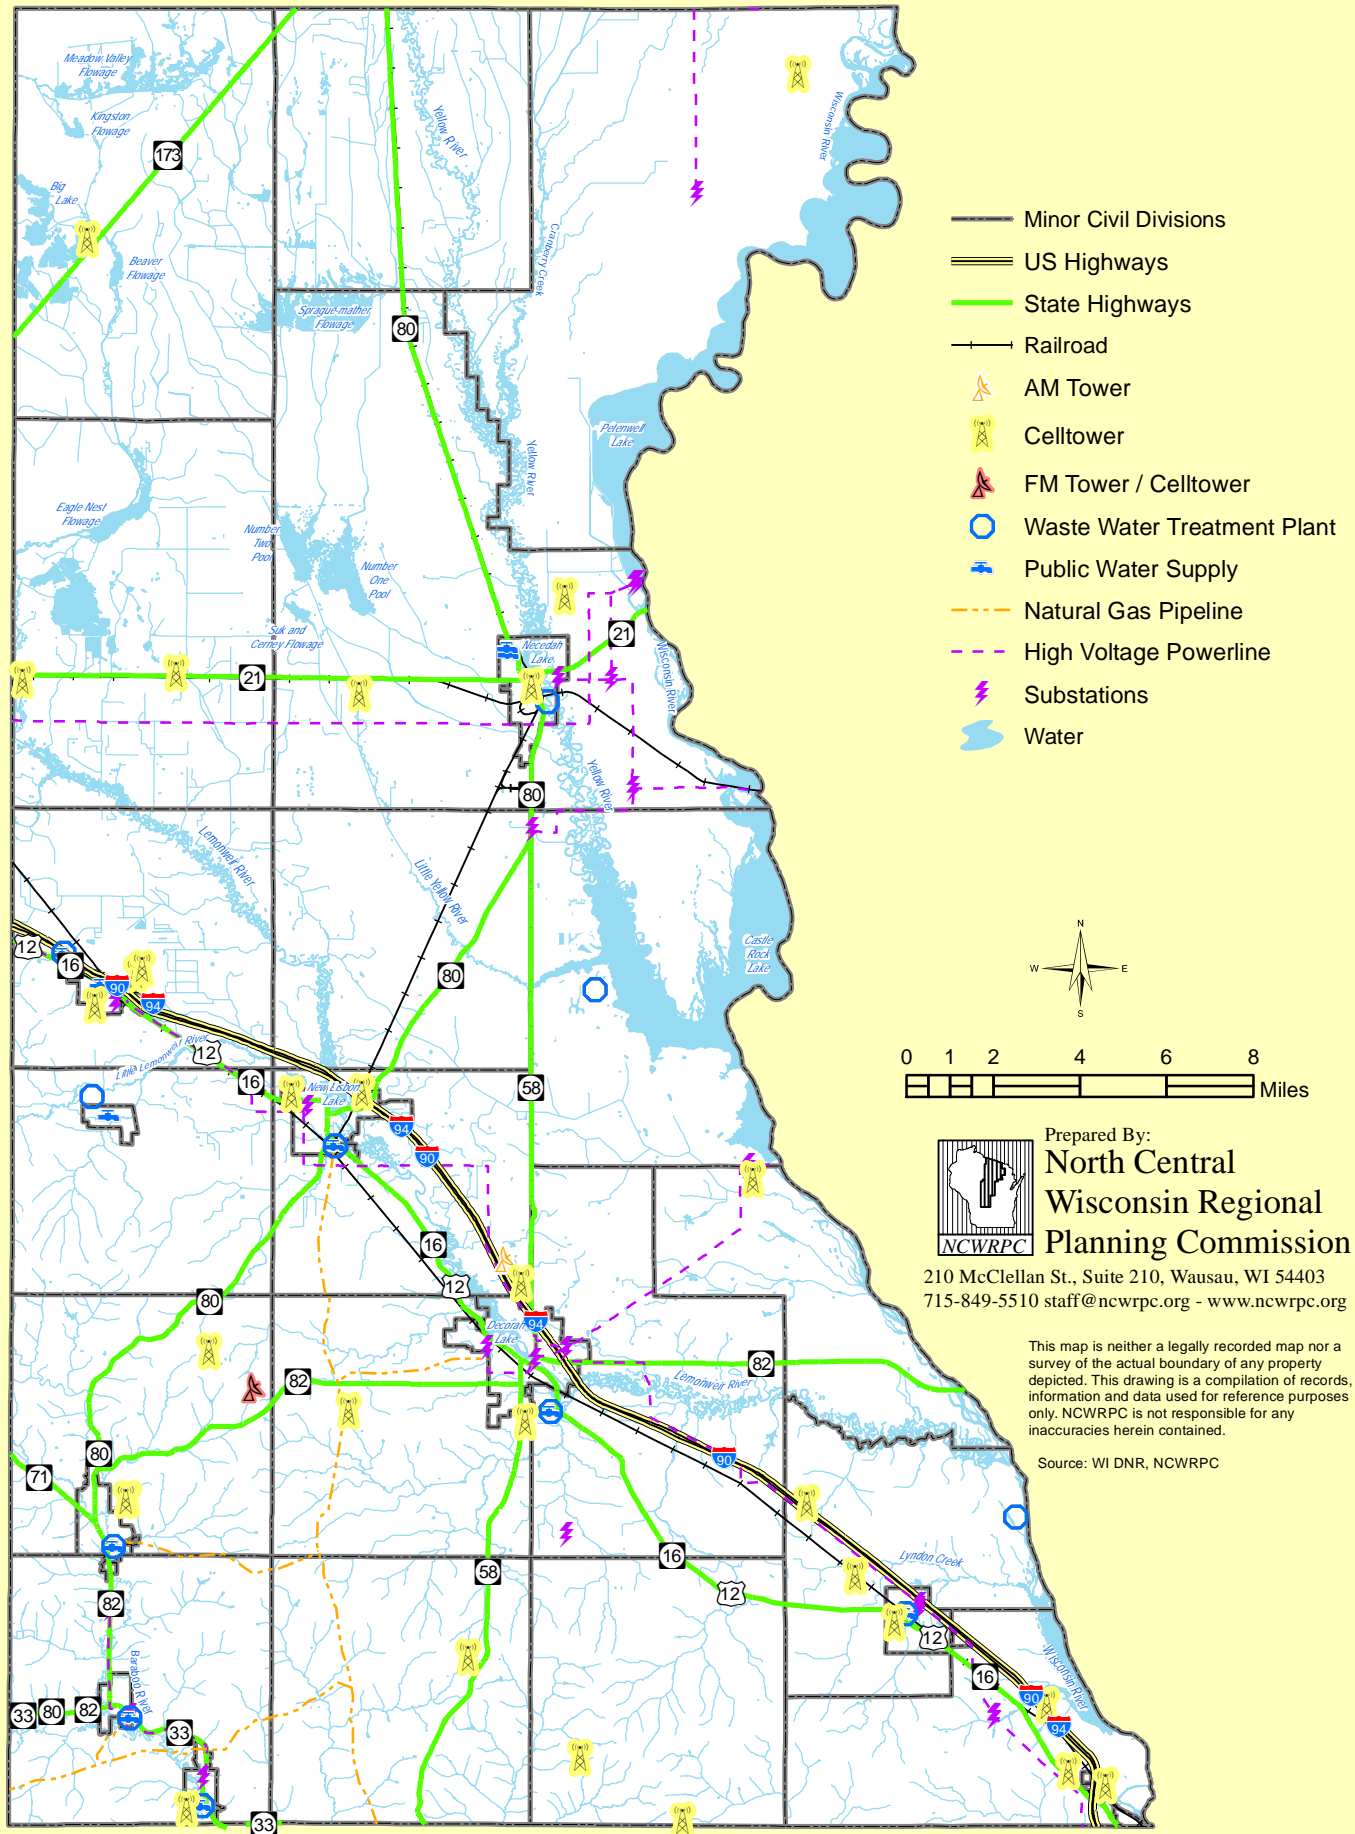 Meadow Valley
Flowage
Kingston
Flowage
173
Big
Lake
Beaver
Flowage
Yellow River
Wisconsin River
Cranberry Creek
Sprague-mather
Flowage
80
Petenwell
Lake
Yellow River
Eagle Nest
Flowage
Number
Two
Pool
Number
One
Pool
Suk and
Cerney Flowage
Necedah
Lake
21
21
Wisconsin River
Yellow River
80
Lemonweir River
Little Yellow River
Castle
Rock
Lake
12
16
90
94
80
Little Lemonweir River
12
16
New Lisbon
Lake
58
94
90
16
12
80
Decorah
Lake
94
82
82
Lemonweir River
80
71
90
16
58
12
Lyndon Creek
82
12
16
Wisconsin River
Baraboo River
33
80
82
33
90
94
33
Minor Civil Divisions
US Highways
State Highways
Railroad
AM Tower
Celltower
FM Tower / Celltower
Waste Water Treatment Plant
Public Water Supply
Natural Gas Pipeline
High Voltage Powerline
Substations
Water
N
W E
S
0 1 2 4 6 8
Miles
NCWRPC
Prepared By:
North Central
Wisconsin Regional
Planning Commission
210 McClellan St., Suite 210, Wausau, WI 54403
715-849-5510 staff@ncwrpc.org - www.ncwrpc.org
This map is neither a legally recorded map nor a
survey of the actual boundary of any property
depicted. This drawing is a compilation of records,
information and data used for reference purposes
only. NCWRPC is not responsible for any
inaccuracies herein contained.
Source: WI DNR, NCWRPC